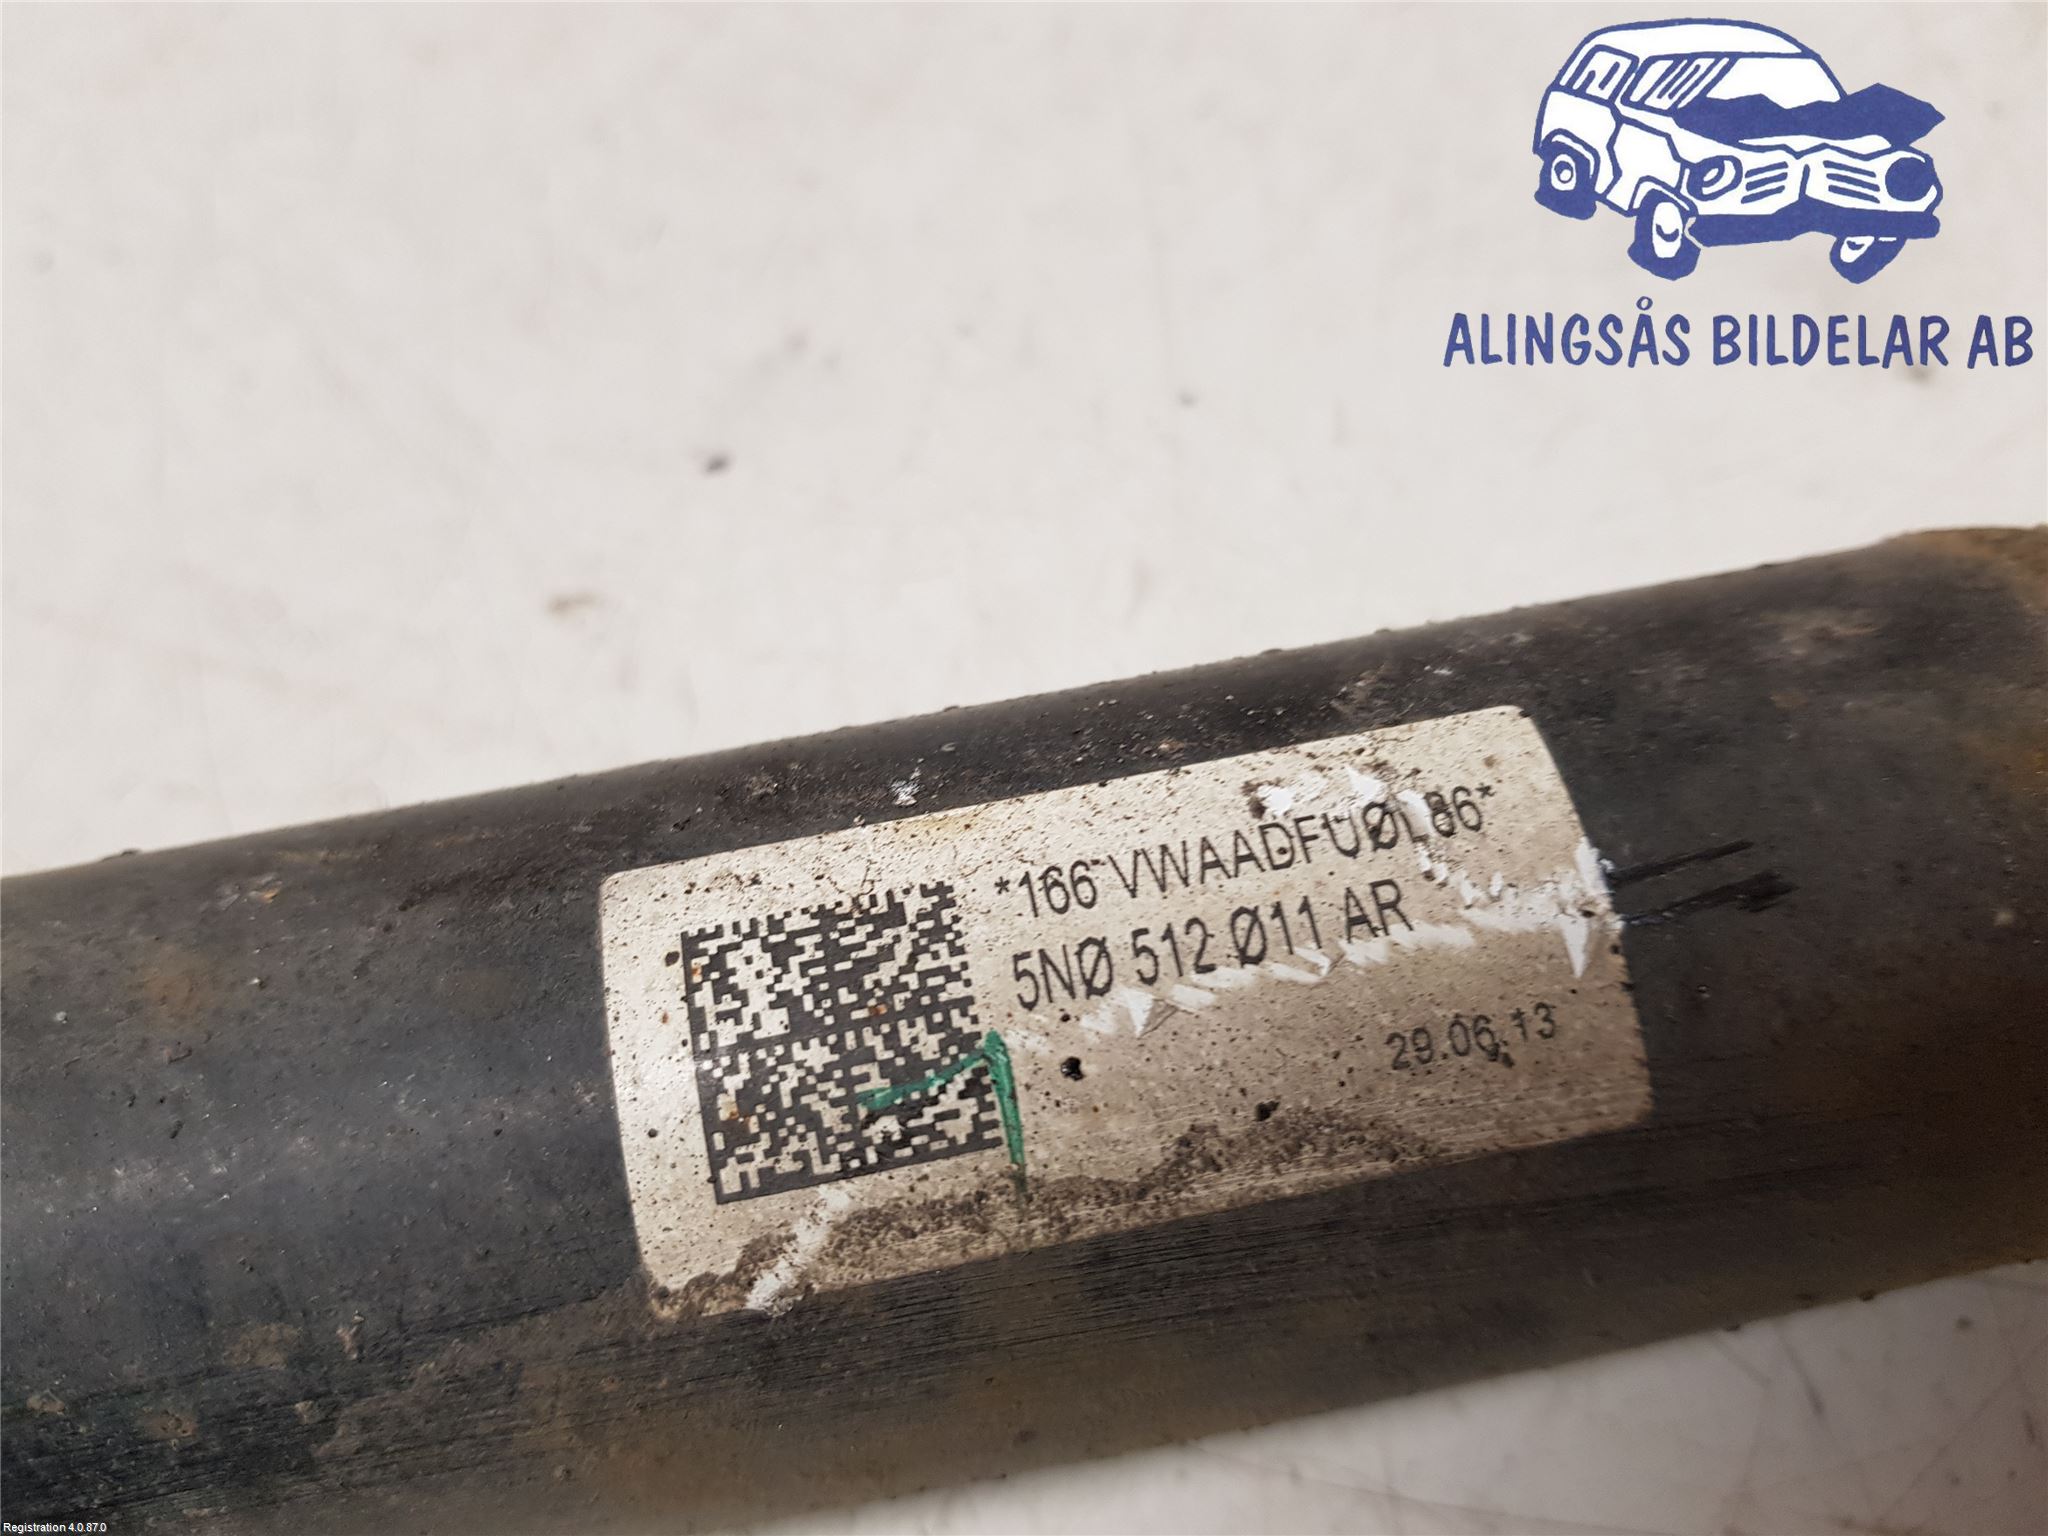 ALINGSÅS BILDELAR AB
*166 VWAADFUØL86*
5NØ 512 Ø11 AR
29.06.13
Registration 4.0.87.0